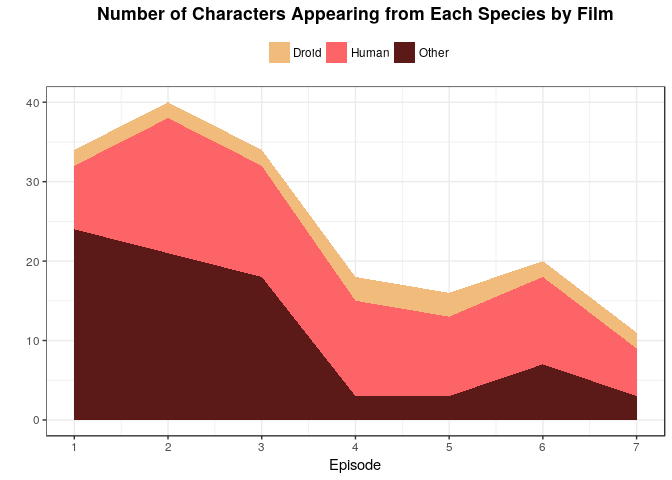 Number of Characters Appearing from Each Species by Film
Droid Human Other
40
30
20
10
0
1 2 3 4 5 6 7
Episode